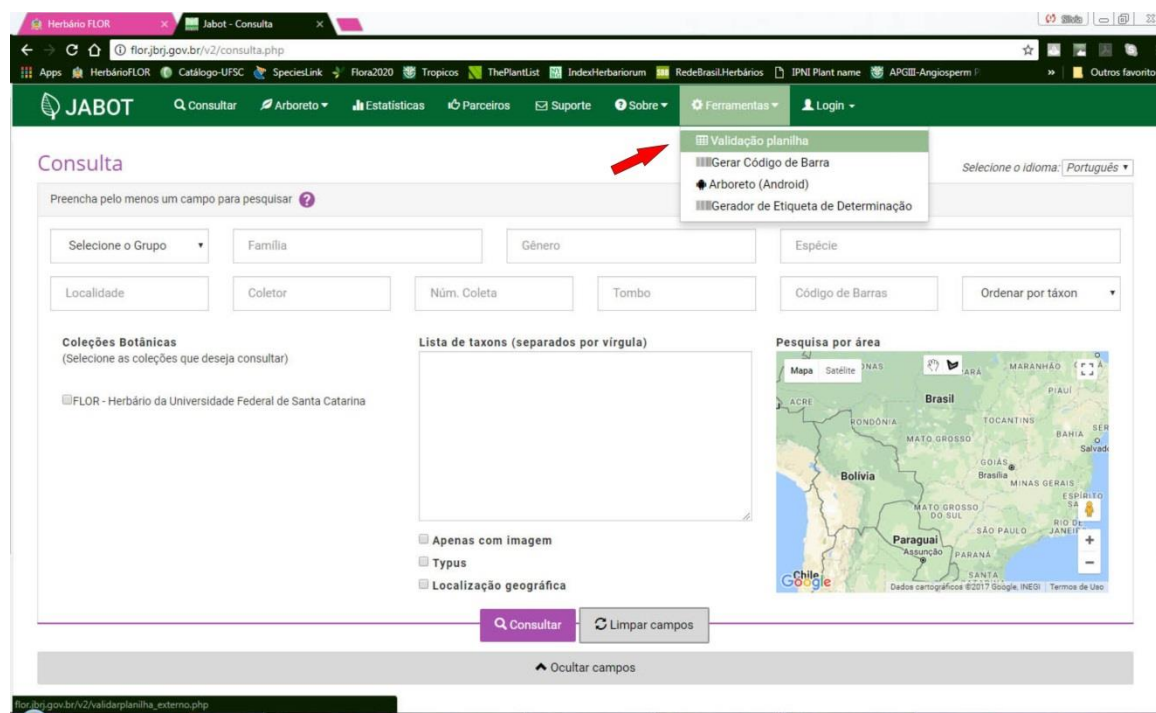 Herbário FLOR
Jabot - Consulta
flor.jbrj.gov.br/v2/consulta.php
Apps HerbárioFLOR Catálogo-UFSC SpeciesLink Flora2020 Tropicos ThePlantList IndexHerbariorum RedeBrasil.Herbários IPNI Plant name APGIII-Angiosperm P » Outros favorito
JABOT Consultar Arboreto Estatísticas Parceiros Suporte Sobre Ferramentas Login
Validação planilha
Gerar Código de Barra
Arboreto (Android)
Gerador de Etiqueta de Determinação
Consulta
Selecione o idioma: Português
Preencha pelo menos um campo para pesquisar ?
Selecione o Grupo Família Gênero Espécie
Localidade Coletor Núm. Coleta Tombo Código de Barras Ordenar por táxon
Coleções Botânicas
(Selecione as coleções que deseja consultar)
FLOR - Herbário da Universidade Federal de Santa Catarina
Lista de taxons (separados por vírgula)
Apenas com imagem
Typus
Localização geográfica
Pesquisa por área
Mapa Satélite
MARANHÃO
PIAUÍ
ACRE
Brasil
RONDÔNIA
TOCANTINS
MATO GROSSO
BAHIA
SER
Salvado
GOIÁS
Brasília
Bolívia
MINAS GERAIS
MATO GROSSO
DO SUL
SÃO PAULO
Paraguai
Assunção
PARANÁ
Chile
SANTA
Google
Dados cartográficos ©2017 Google, INEGI Termos de Uso
Consultar Limpar campos
Ocultar campos
flor.jbrj.gov.br/v2/validarplanilha_externo.php